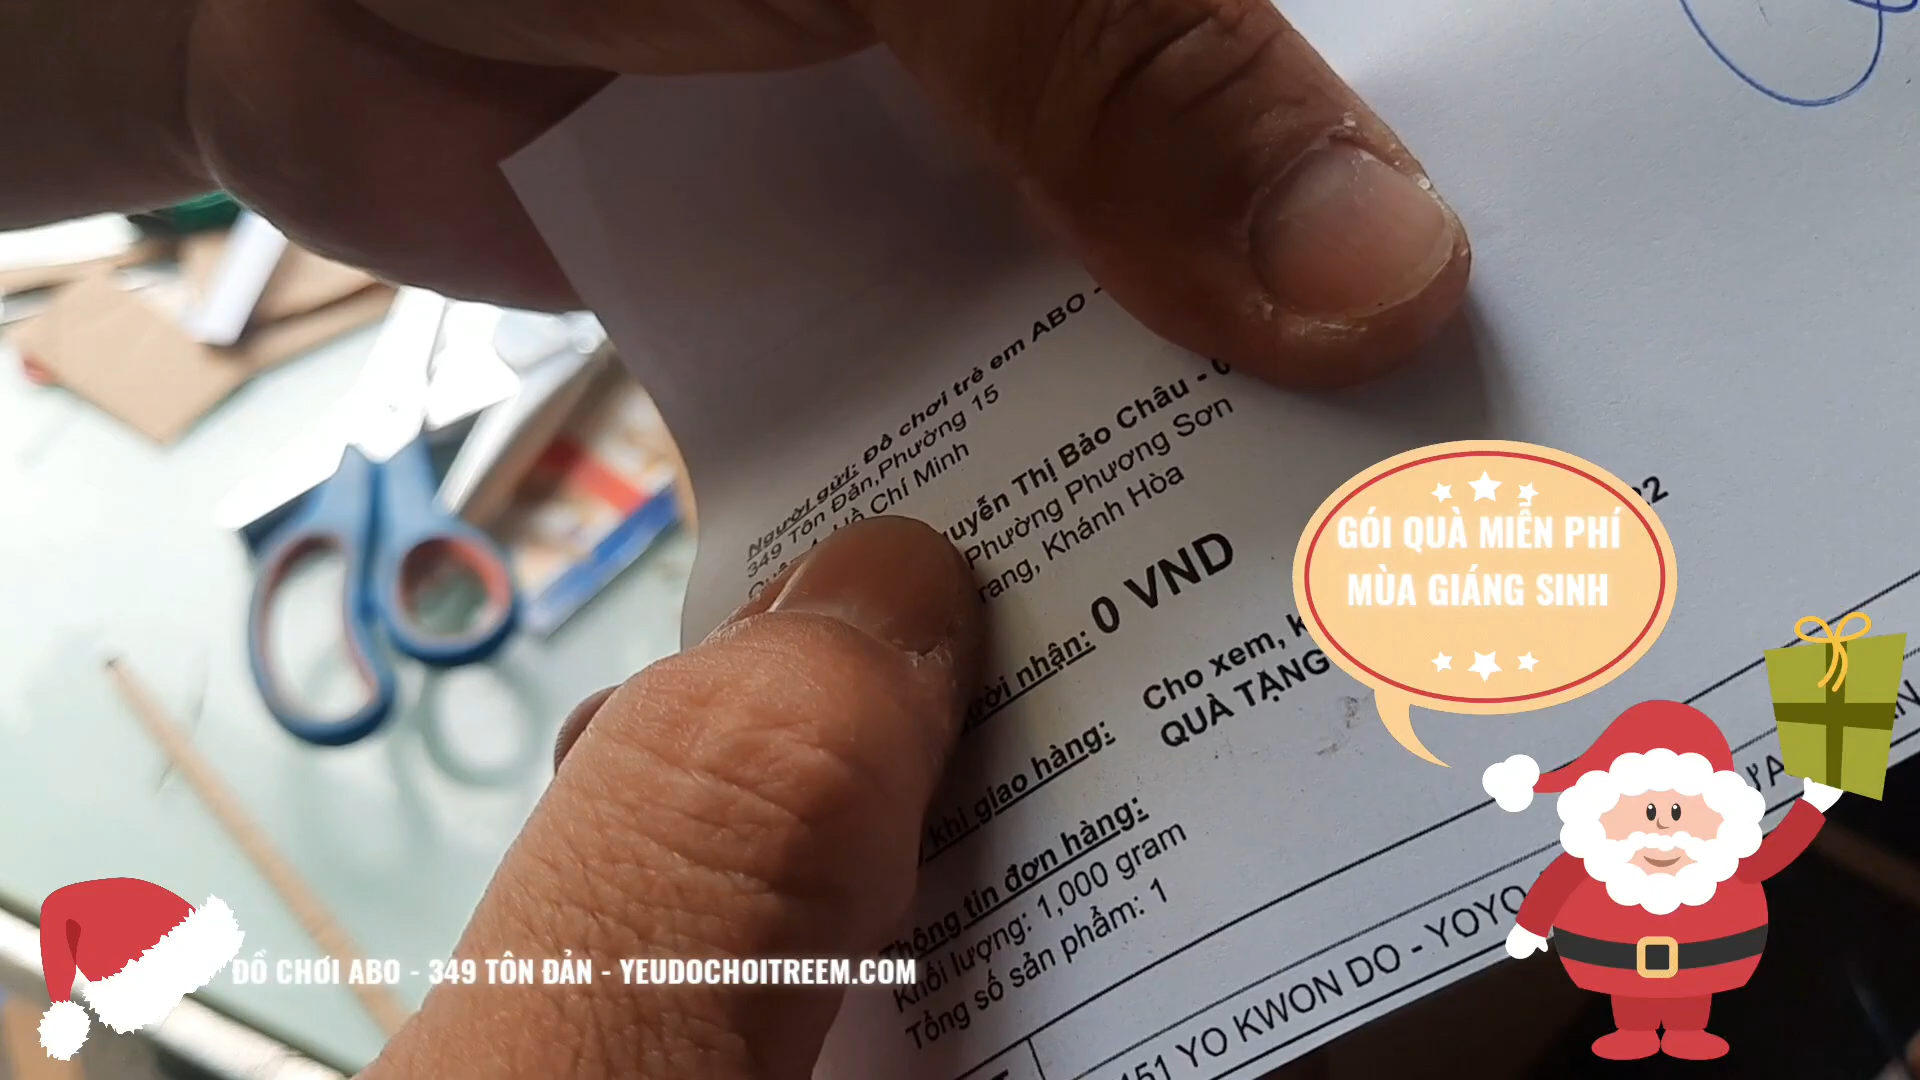 Người gửi: Đồ chơi trẻ em ABO -
349 Tôn Đản,Phường 15
Hồ Chí Minh
Nguyễn Thị Bảo Châu - 0
Phường Phương Sơn
rang, Khánh Hòa
ười nhận: 0 VND
khi giao hàng: Cho xem,
QUÀ TẶNG
Thông tin đơn hàng:
Khối lượng: 1,000 gram
Tổng số sản phẩm: 1
151 YO KWON DO - YOYO
GÓI QUÀ MIỄN PHÍ
MÙA GIÁNG SINH
ĐỒ CHƠI ABO - 349 TÔN ĐẢN - YEUDOCHOITREEM.COM